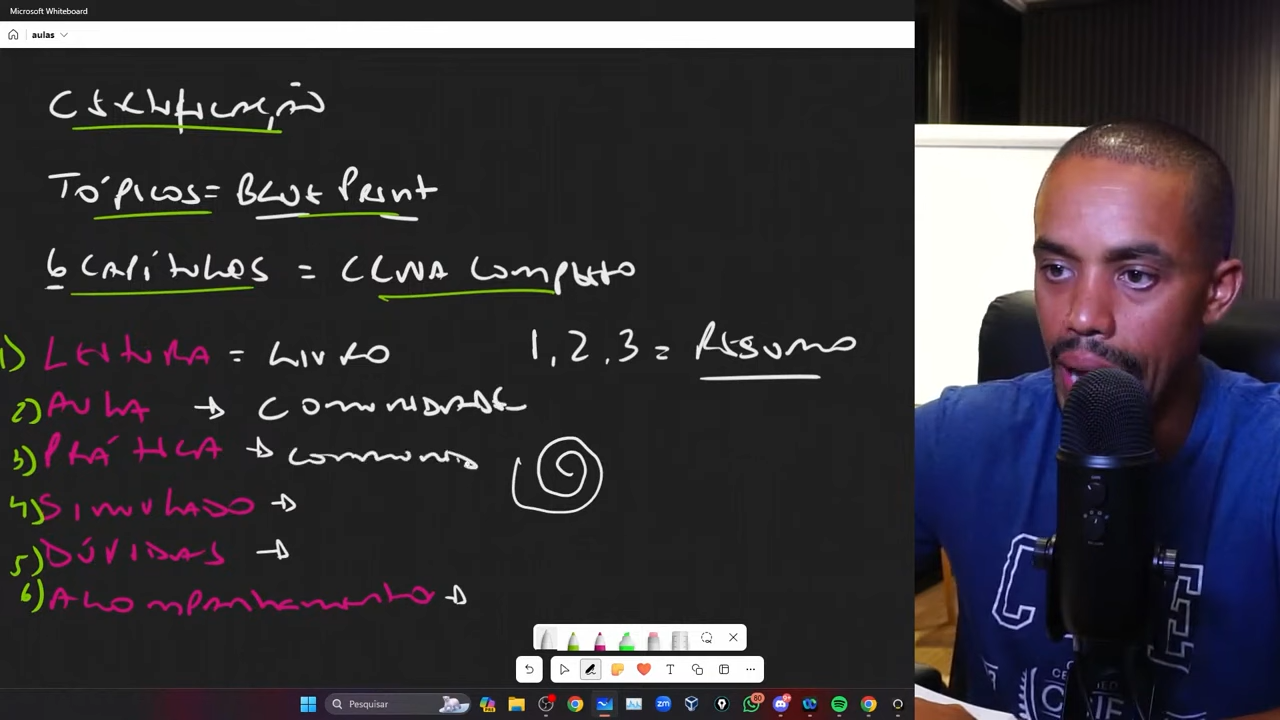 Microsoft Whiteboard
aulas
Certificação
Tópicos = BLUE PRINT
6 CAPÍTULOS = CCNA COMPLETO
1) LEITURA = LIVRO
1, 2, 3 = RESUMO
2) AULA → COMUNIDADE
3) PRÁTICA →
4) SIMULADO →
5) DÚVIDAS →
6) ACOMPANHAMENTO →
Pesquisar